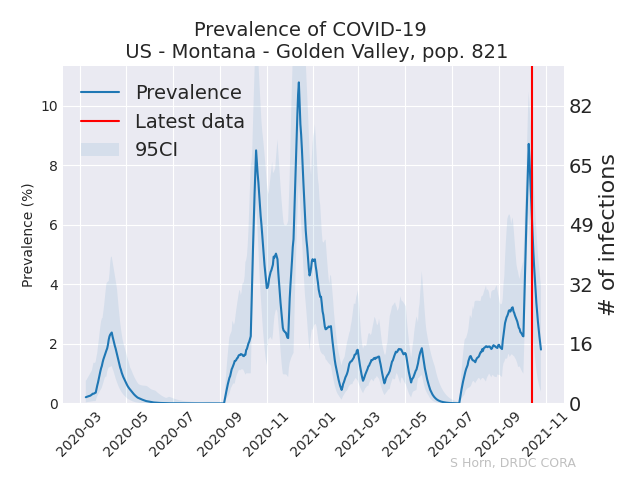 Prevalence of COVID-19
US - Montana - Golden Valley, pop. 821
Prevalence
Latest data
95CI
Prevalence (%)
10
8
6
4
2
0
82
65
49
32
16
0
# of infections
2020-03
2020-05
2020-07
2020-09
2020-11
2021-01
2021-03
2021-05
2021-07
2021-09
2021-11
S Horn, DRDC CORA